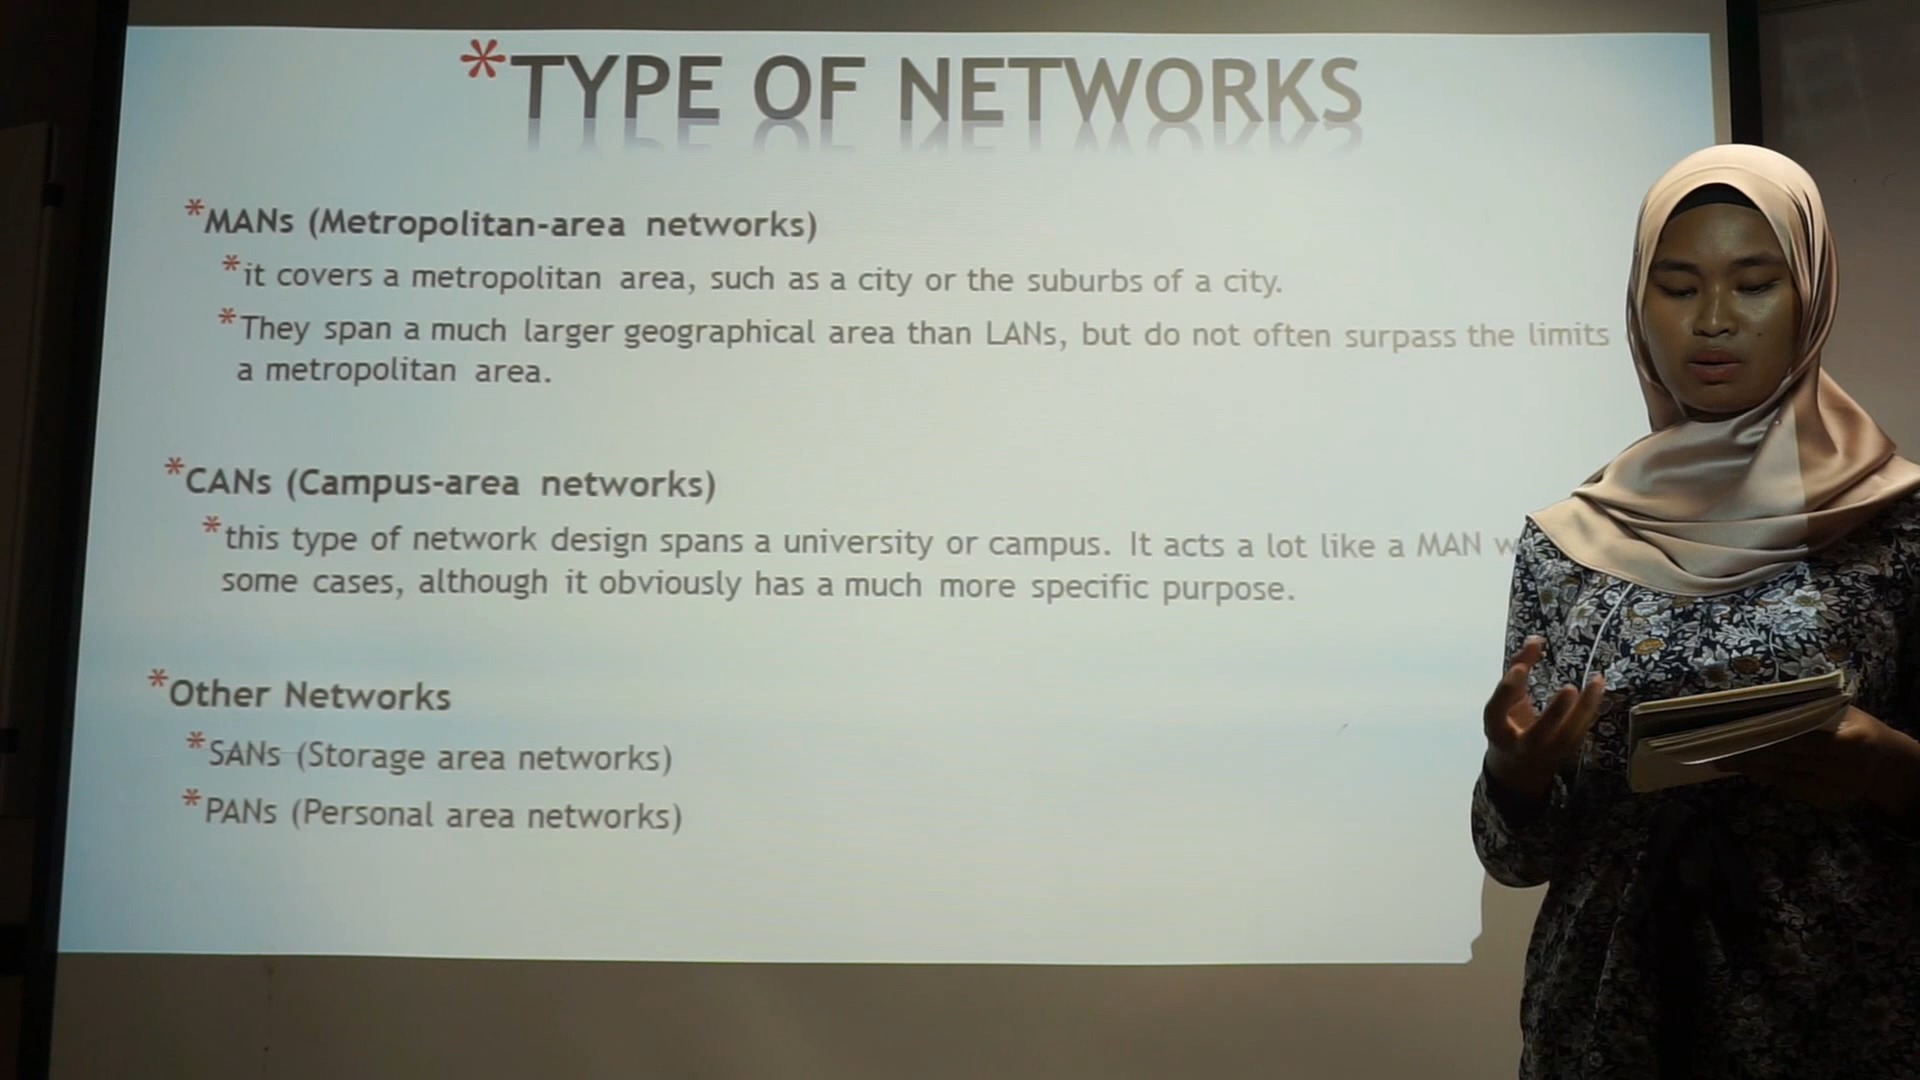 *TYPE OF NETWORKS
*MANs (Metropolitan-area networks)
*it covers a metropolitan area, such as a city or the suburbs of a city.
*They span a much larger geographical area than LANs, but do not often surpass the limits
a metropolitan area.
*CANs (Campus-area networks)
*this type of network design spans a university or campus. It acts a lot like a MAN
some cases, although it obviously has a much more specific purpose.
*Other Networks
*SANs (Storage area networks)
*PANs (Personal area networks)